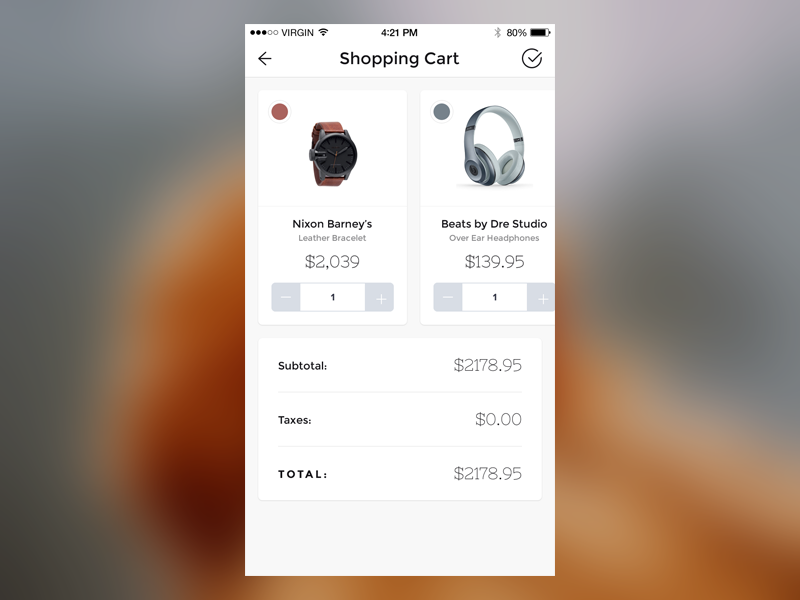 VIRGIN 4:21 PM 80%
Shopping Cart
Nixon Barney's
Leather Bracelet
$2,039
− 1 +
Beats by Dre Studio
Over Ear Headphones
$139.95
− 1 +
Subtotal: $2178.95
Taxes: $0.00
TOTAL: $2178.95